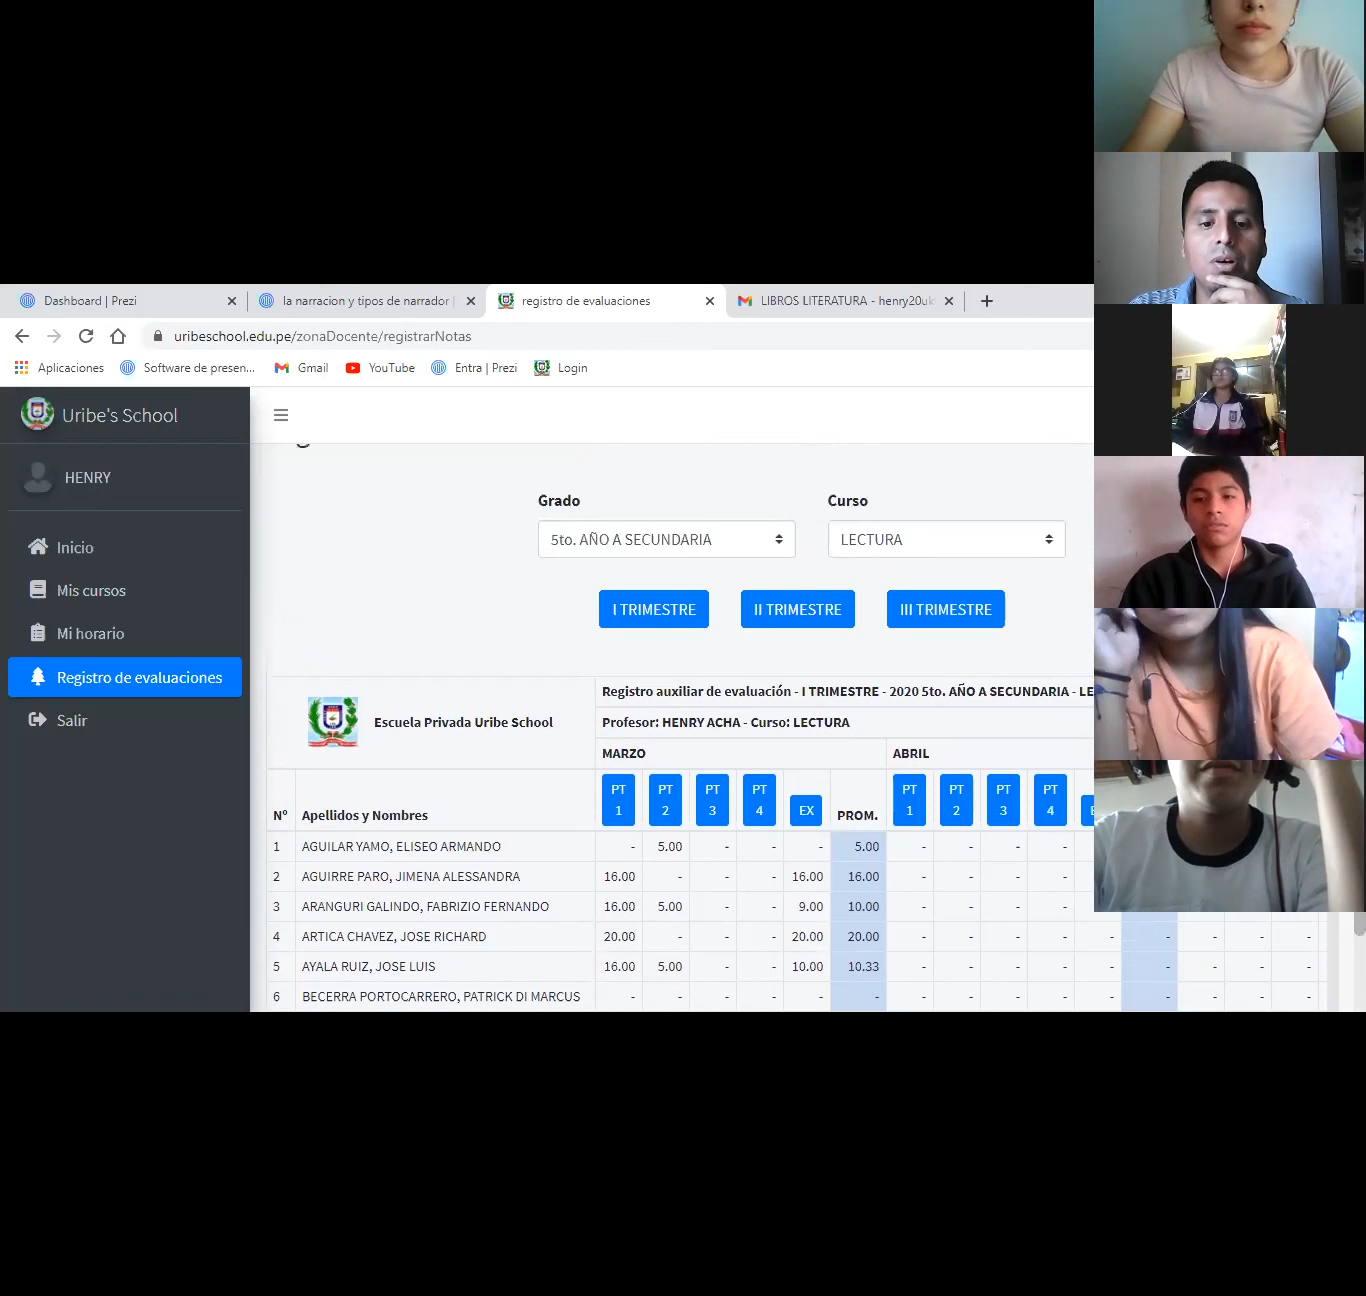 Dashboard | Prezi
la narracion y tipos de narrador |
registro de evaluaciones
LIBROS LITERATURA - henry20u
uribeschool.edu.pe/zonaDocente/registrarNotas
Aplicaciones
Software de presen...
Gmail
YouTube
Entra | Prezi
Login
Uribe's School
HENRY
Inicio
Mis cursos
Mi horario
Registro de evaluaciones
Salir
Grado
Curso
5to. AÑO A SECUNDARIA
LECTURA
I TRIMESTRE
II TRIMESTRE
III TRIMESTRE
Escuela Privada Uribe School
Registro auxiliar de evaluación - I TRIMESTRE - 2020 5to. AÑO A SECUNDARIA - LE
Profesor: HENRY ACHA - Curso: LECTURA
MARZO ABRIL
N° Apellidos y Nombres PT 1 PT 2 PT 3 PT 4 EX PROM. PT 1 PT 2 PT 3 PT 4
1 AGUILAR YAMO, ELISEO ARMANDO - 5.00 - - - 5.00 - - - -
2 AGUIRRE PARO, JIMENA ALESSANDRA 16.00 - - - 16.00 16.00 - - - -
3 ARANGURI GALINDO, FABRIZIO FERNANDO 16.00 5.00 - - 9.00 10.00 - - - -
4 ARTICA CHAVEZ, JOSE RICHARD 20.00 - - - 20.00 20.00 - - - - - - - - -
5 AYALA RUIZ, JOSE LUIS 16.00 5.00 - - 10.00 10.33 - - - - - - - - -
6 BECERRA PORTOCARRERO, PATRICK DI MARCUS - - - - - - - - - - - - - - -